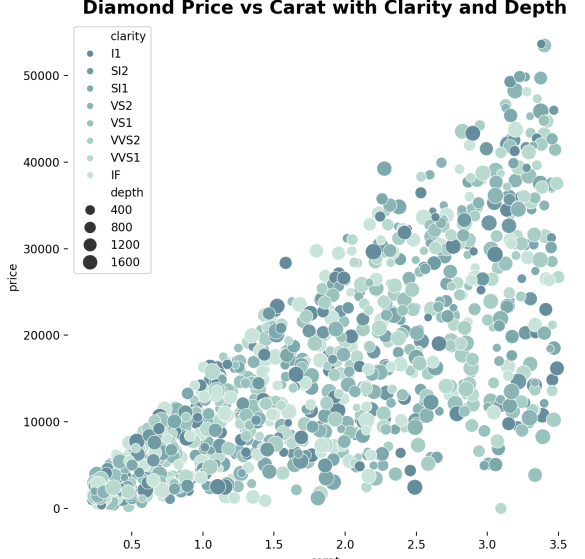 Diamond Price vs Carat with Clarity and Depth
clarity
I1
SI2
SI1
VS2
VS1
VVS2
VVS1
IF
depth
400
800
1200
1600
price
50000
40000
30000
20000
10000
0
0.5 1.0 1.5 2.0 2.5 3.0 3.5